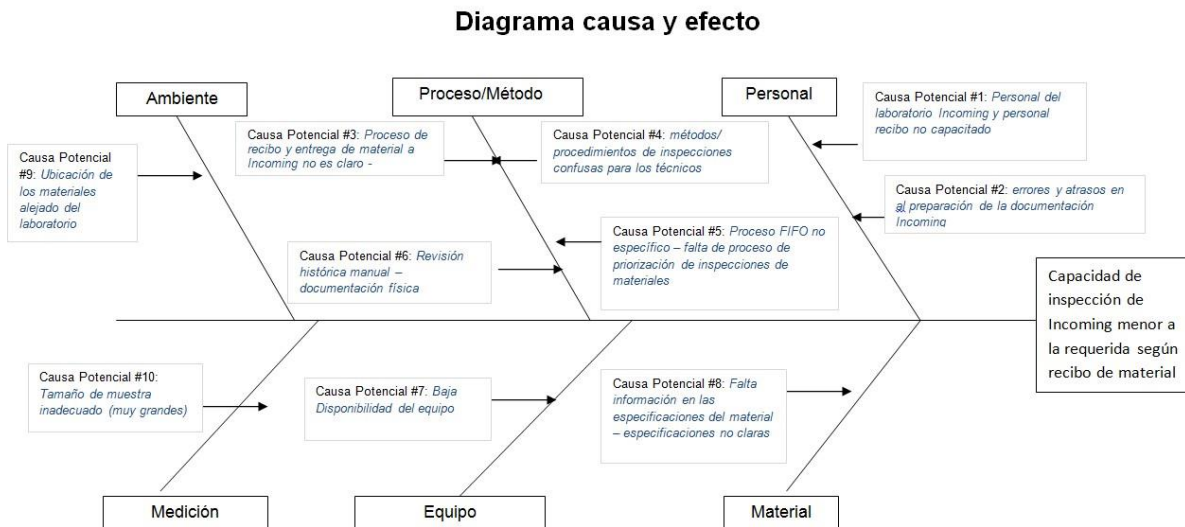 Diagrama causa y efecto
Ambiente
Proceso/Método
Personal
Causa Potencial #1: Personal del
laboratorio Incoming y personal
recibo no capacitado
Causa Potencial #3: Proceso de
recibo y entrega de material a
Incoming no es claro -
Causa Potencial #4: métodos/
procedimientos de inspecciones
confusas para los técnicos
Causa Potencial
#9: Ubicación de
los materiales
alejado del
laboratorio
Causa Potencial #2: errores y atrasos en
al preparación de la documentación
Incoming
Causa Potencial #6: Revisión
histórica manual – 
documentación física
Causa Potencial #5: Proceso FIFO no
específico – falta de proceso de
priorización de inspecciones de
materiales
Capacidad de
inspección de
Incoming menor a
la requerida según
recibo de material
Causa Potencial #10:
Tamaño de muestra
inadecuado (muy grandes)
Causa Potencial #7: Baja
Disponibilidad del equipo
Causa Potencial #8: Falta
información en las
especificaciones del material
– especificaciones no claras
Medición
Equipo
Material